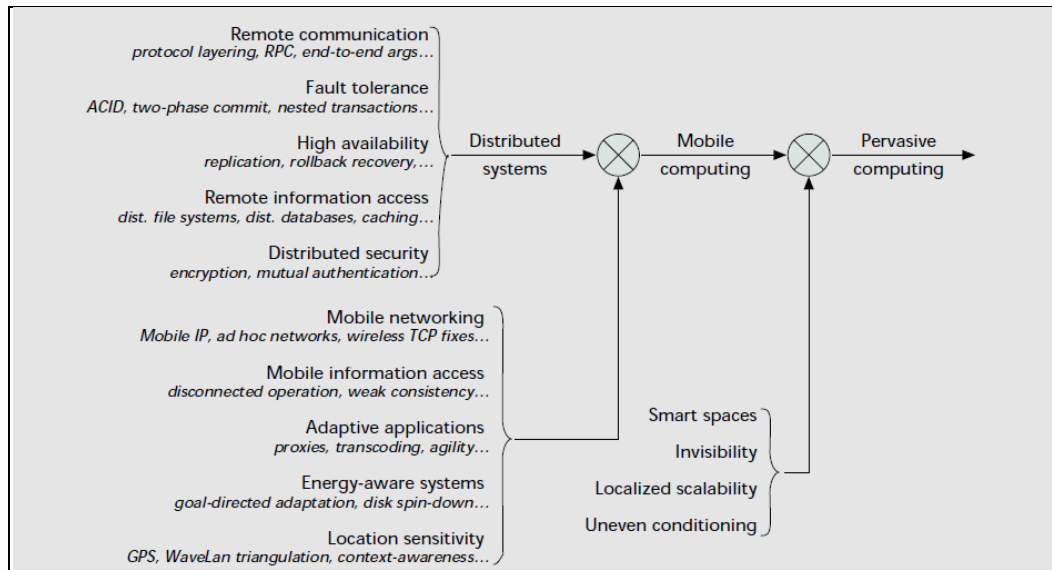 Remote communication
protocol layering, RPC, end-to-end args…
Fault tolerance
ACID, two-phase commit, nested transactions…
High availability
replication, rollback recovery,…
Remote information access
dist. file systems, dist. databases, caching…
Distributed security
encryption, mutual authentication…
Distributed
systems
Mobile
computing
Pervasive
computing
Mobile networking
Mobile IP, ad hoc networks, wireless TCP fixes…
Mobile information access
disconnected operation, weak consistency…
Adaptive applications
proxies, transcoding, agility…
Energy-aware systems
goal-directed adaptation, disk spin-down…
Location sensitivity
GPS, WaveLan triangulation, context-awareness…
Smart spaces
Invisibility
Localized scalability
Uneven conditioning